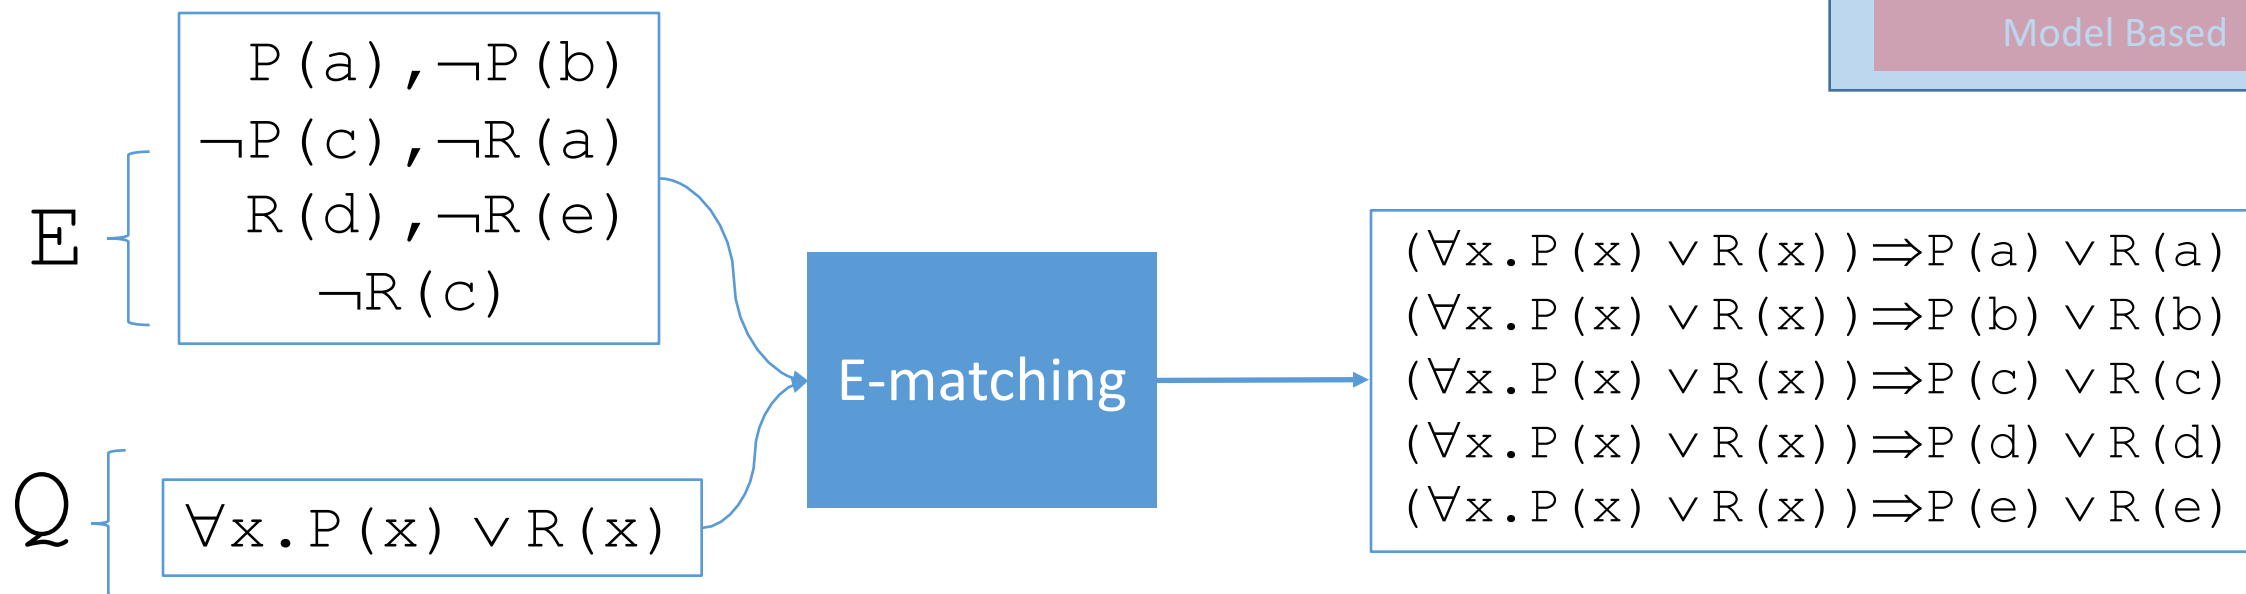 Model Based
P(a),¬P(b)
¬P(c),¬R(a)
R(d),¬R(e)
¬R(c)
E
E-matching
(∀x.P(x)∨R(x))⇒P(a)∨R(a)
(∀x.P(x)∨R(x))⇒P(b)∨R(b)
(∀x.P(x)∨R(x))⇒P(c)∨R(c)
(∀x.P(x)∨R(x))⇒P(d)∨R(d)
(∀x.P(x)∨R(x))⇒P(e)∨R(e)
Q
∀x.P(x)∨R(x)